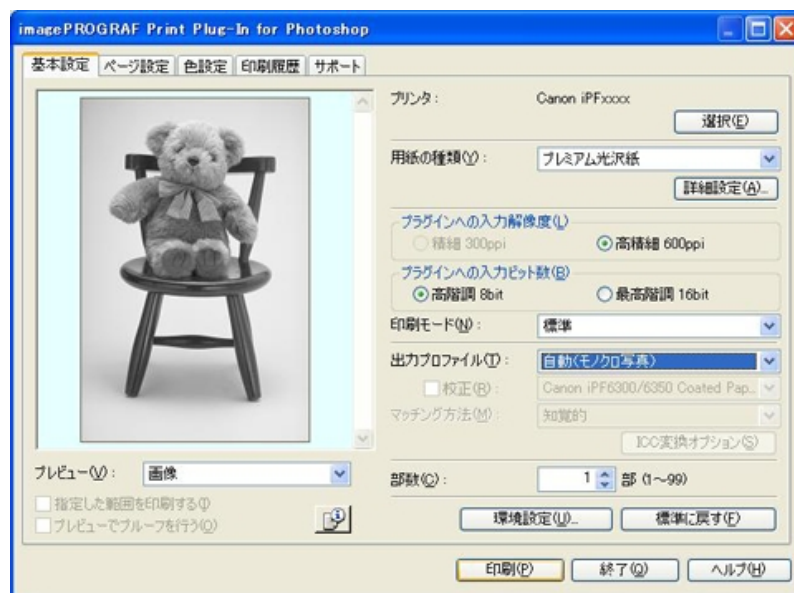 imagePROGRAF Print Plug-In for Photoshop
基本設定 ページ設定 色設定 印刷履歴 サポート
プリンタ： Canon iPFxxxx
選択(E)
用紙の種類(Y)： プレミアム光沢紙
詳細設定(A)...
プラグインへの入力解像度(L)
精細 300ppi 高精細 600ppi
プラグインへの入力ビット数(B)
高階調 8bit 最高階調 16bit
印刷モード(N)： 標準
出力プロファイル(T)： 自動(モノクロ写真)
校正(R)： Canon iPF6300/6350 Coated Pap...
マッチング方法(M)： 知覚的
ICC変換オプション(S)
プレビュー(V)： 画像
部数(C)： 1 部 (1～99)
指定した範囲を印刷する(I)
プレビューでプルーフを行う(O)
環境設定(U)... 標準に戻す(F)
印刷(P) 終了(Q) ヘルプ(H)